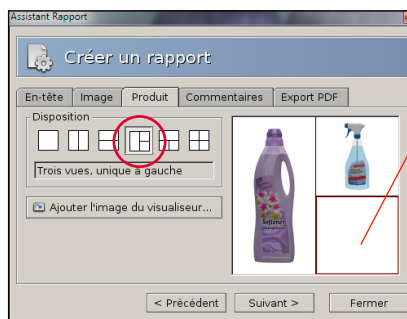 Assistant Rapport
Créer un rapport
En-tête Image Produit Commentaires Export PDF
Disposition
Trois vues, unique à gauche
Ajouter l'image du visualiseur...
Softener
< Précédent Suivant > Fermer